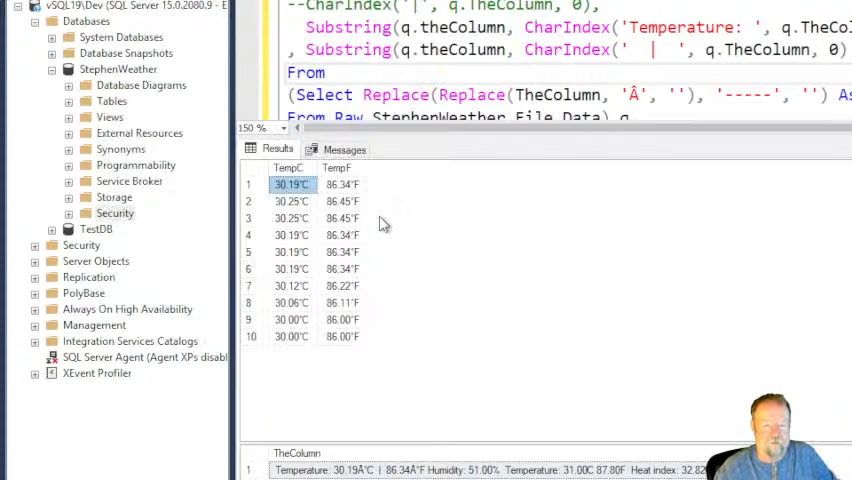 vSQL19\Dev (SQL Server 15.0.2080.9 - E
Databases
System Databases
Database Snapshots
StephenWeather
Database Diagrams
Tables
Views
External Resources
Synonyms
Programmability
Service Broker
Storage
Security
TestDB
Security
Server Objects
Replication
PolyBase
Always On High Availability
Management
Integration Services Catalogs
SQL Server Agent (Agent XPs disabl
XEvent Profiler
--CharIndex('|', q.TheColumn, 0),
Substring(q.theColumn, CharIndex('Temperature: ', q.TheCo
, Substring(q.theColumn, CharIndex('  |  ', q.TheColumn, 0)
From
(Select Replace(Replace(TheColumn, 'Â', ''), '-----', '') As
From Raw.StephenWeather_File_Data) q
150 %
Results Messages
TempC TempF
1 30.19°C 86.34°F
2 30.25°C 86.45°F
3 30.25°C 86.45°F
4 30.19°C 86.34°F
5 30.19°C 86.34°F
6 30.19°C 86.34°F
7 30.12°C 86.22°F
8 30.06°C 86.11°F
9 30.00°C 86.00°F
10 30.00°C 86.00°F
TheColumn
1 Temperature: 30.19Â°C | 86.34Â°F Humidity: 51.00% Temperature: 31.00C 87.80F Heat index: 32.82